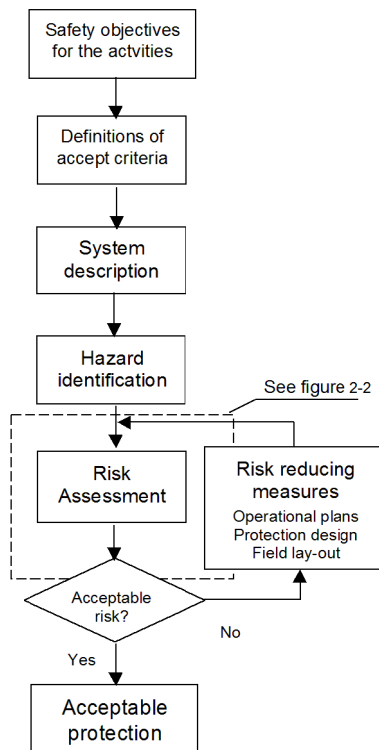 Safety objectives
for the actvities
Definitions of
accept criteria
System
description
Hazard
identification
See figure 2-2
Risk
Assessment
Risk reducing
measures
Operational plans
Protection design
Field lay-out
Acceptable
risk?
No
Yes
Acceptable
protection